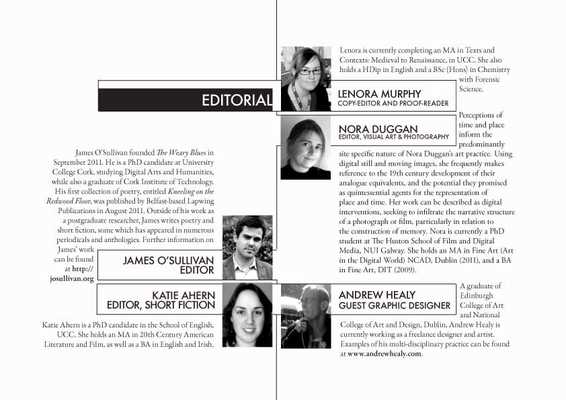 EDITORIAL
James O'Sullivan founded The Weary Blues in
September 2011. He is a PhD candidate at University
College Cork, studying Digital Arts and Humanities,
while also a graduate of Cork Institute of Technology.
His first collection of poetry, entitled Kneeling on the
Redwood Floor, was published by Belfast-based Lapwing
Publications in August 2011. Outside of his work as
a postgraduate researcher, James writes poetry and
short fiction, some which has appeared in numerous
periodicals and anthologies. Further information on
James' work
can be found
at http://
josullivan.org
JAMES O'SULLIVAN
EDITOR
KATIE AHERN
EDITOR, SHORT FICTION
Katie Ahern is a PhD candidate in the School of English,
UCC. She holds an MA in 20th Century American
Literature and Film, as well as a BA in English and Irish.
Lenora is currently completing an MA in Texts and
Contexts: Medieval to Renaissance, in UCC. She also
holds a HDip in English and a BSc (Hons) in Chemistry
with Forensic
Science.
LENORA MURPHY
COPY-EDITOR AND PROOF-READER
NORA DUGGAN
EDITOR, VISUAL ART & PHOTOGRAPHY
Perceptions of
time and place
inform the
predominantly
site specific nature of Nora Duggan's art practice. Using
digital still and moving images, she frequently makes
reference to the 19th century development of their
analogue equivalents, and the potential they promised
as quintessential agents for the representation of
place and time. Her work can be described as digital
interventions, seeking to infiltrate the narrative structure
of a photograph or film, particularly in relation to
the construction of memory. Nora is currently a PhD
student at The Huston School of Film and Digital
Media, NUI Galway. She holds an MA in Fine Art (Art
in the Digital World) NCAD, Dublin (2011), and a BA
in Fine Art, DIT (2009).
ANDREW HEALY
GUEST GRAPHIC DESIGNER
A graduate of
Edinburgh
College of Art
and National
College of Art and Design, Dublin, Andrew Healy is
currently working as a freelance designer and artist.
Examples of his multi-disciplinary practice can be found
at www.andrewhealy.com.